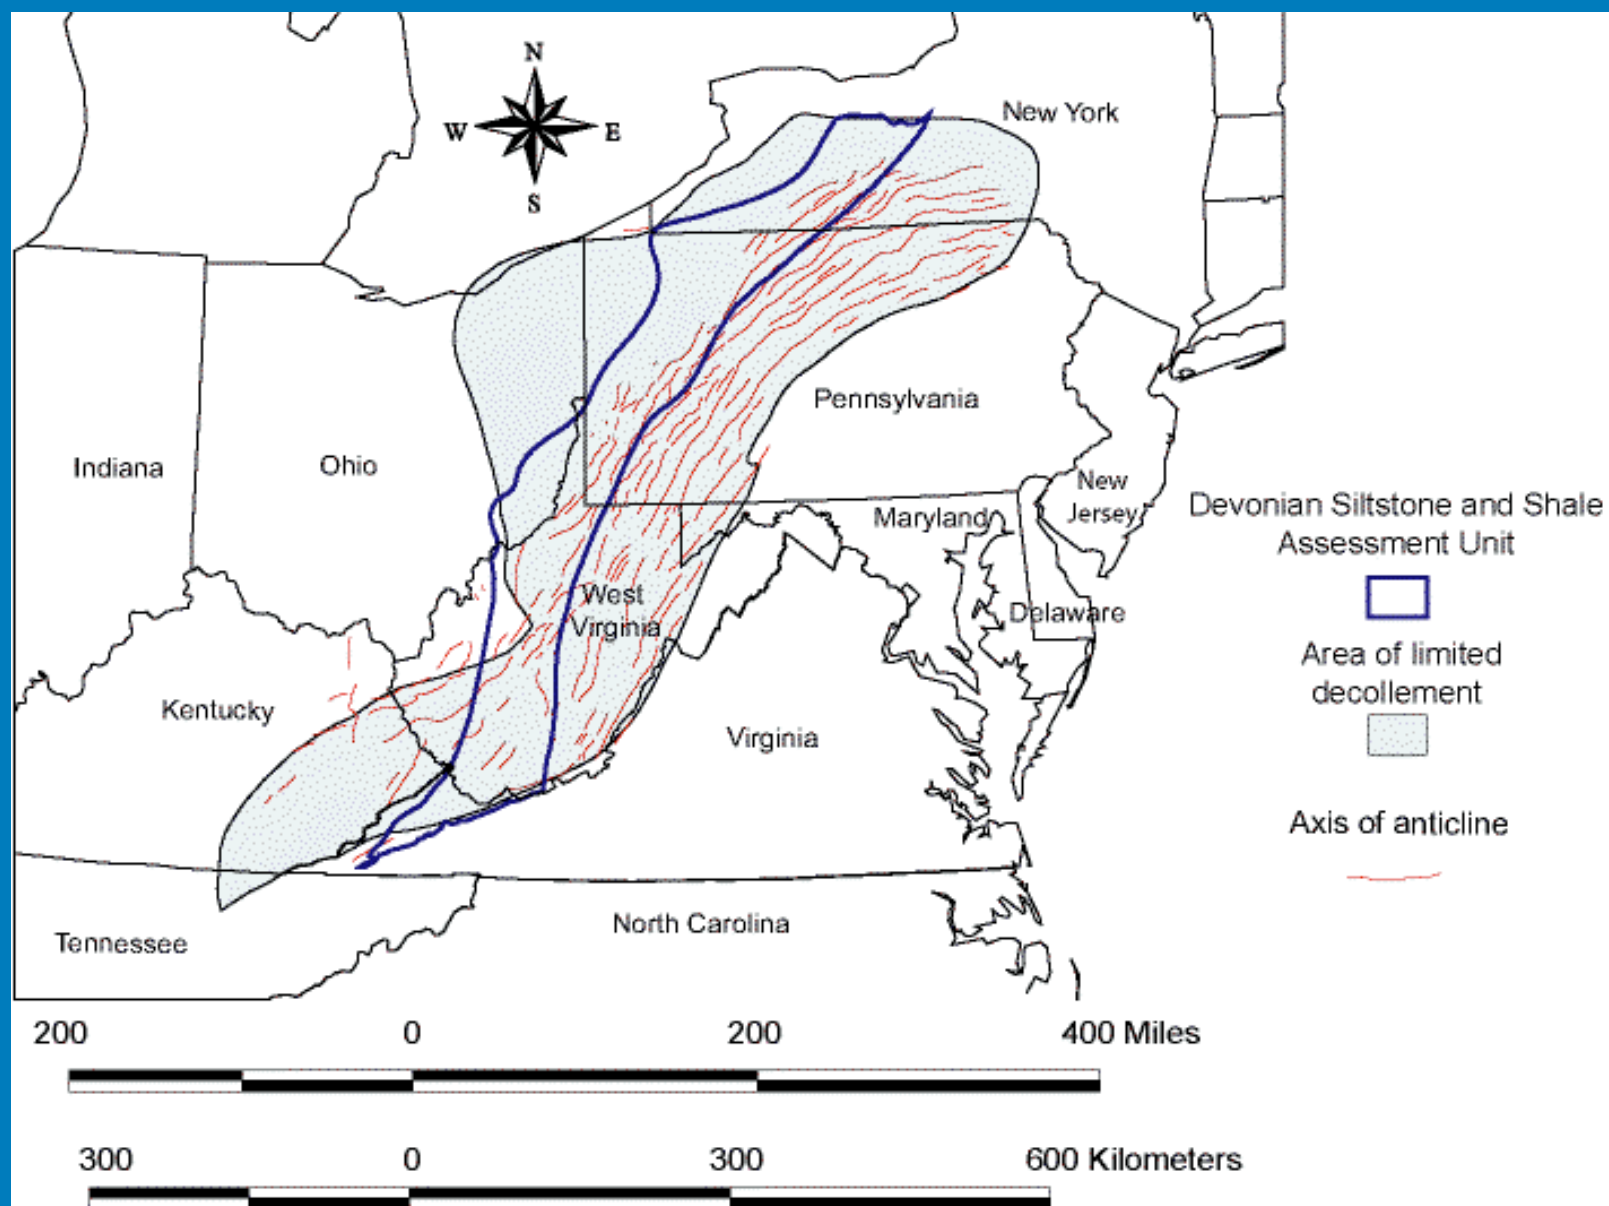 N
New York
W E
S
Pennsylvania
Indiana
Ohio
New
Jersey
Maryland
Devonian Siltstone and Shale
Assessment Unit
West
Virginia
Delaware
Area of limited
decollement
Kentucky
Virginia
Axis of anticline
North Carolina
Tennessee
200 0 200 400 Miles
300 0 300 600 Kilometers